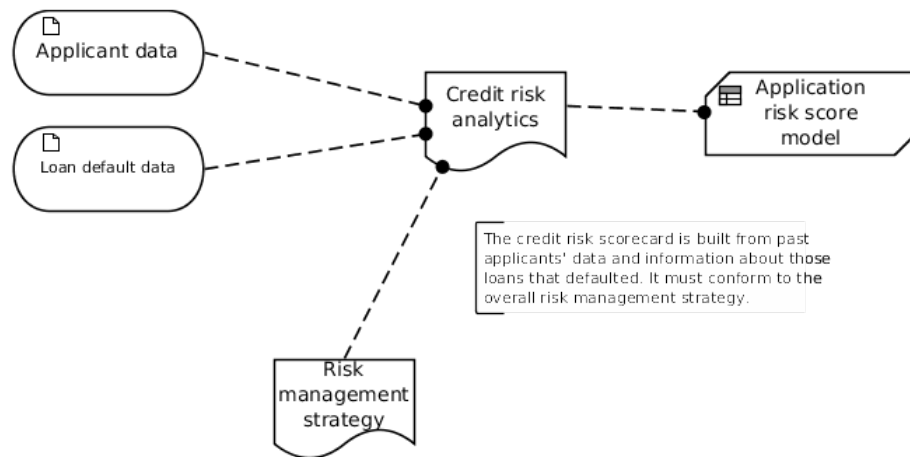 Applicant data
Credit risk
analytics
Application
risk score
model
Loan default data
The credit risk scorecard is built from past
applicants' data and information about those
loans that defaulted. It must conform to the
overall risk management strategy.
Risk
management
strategy